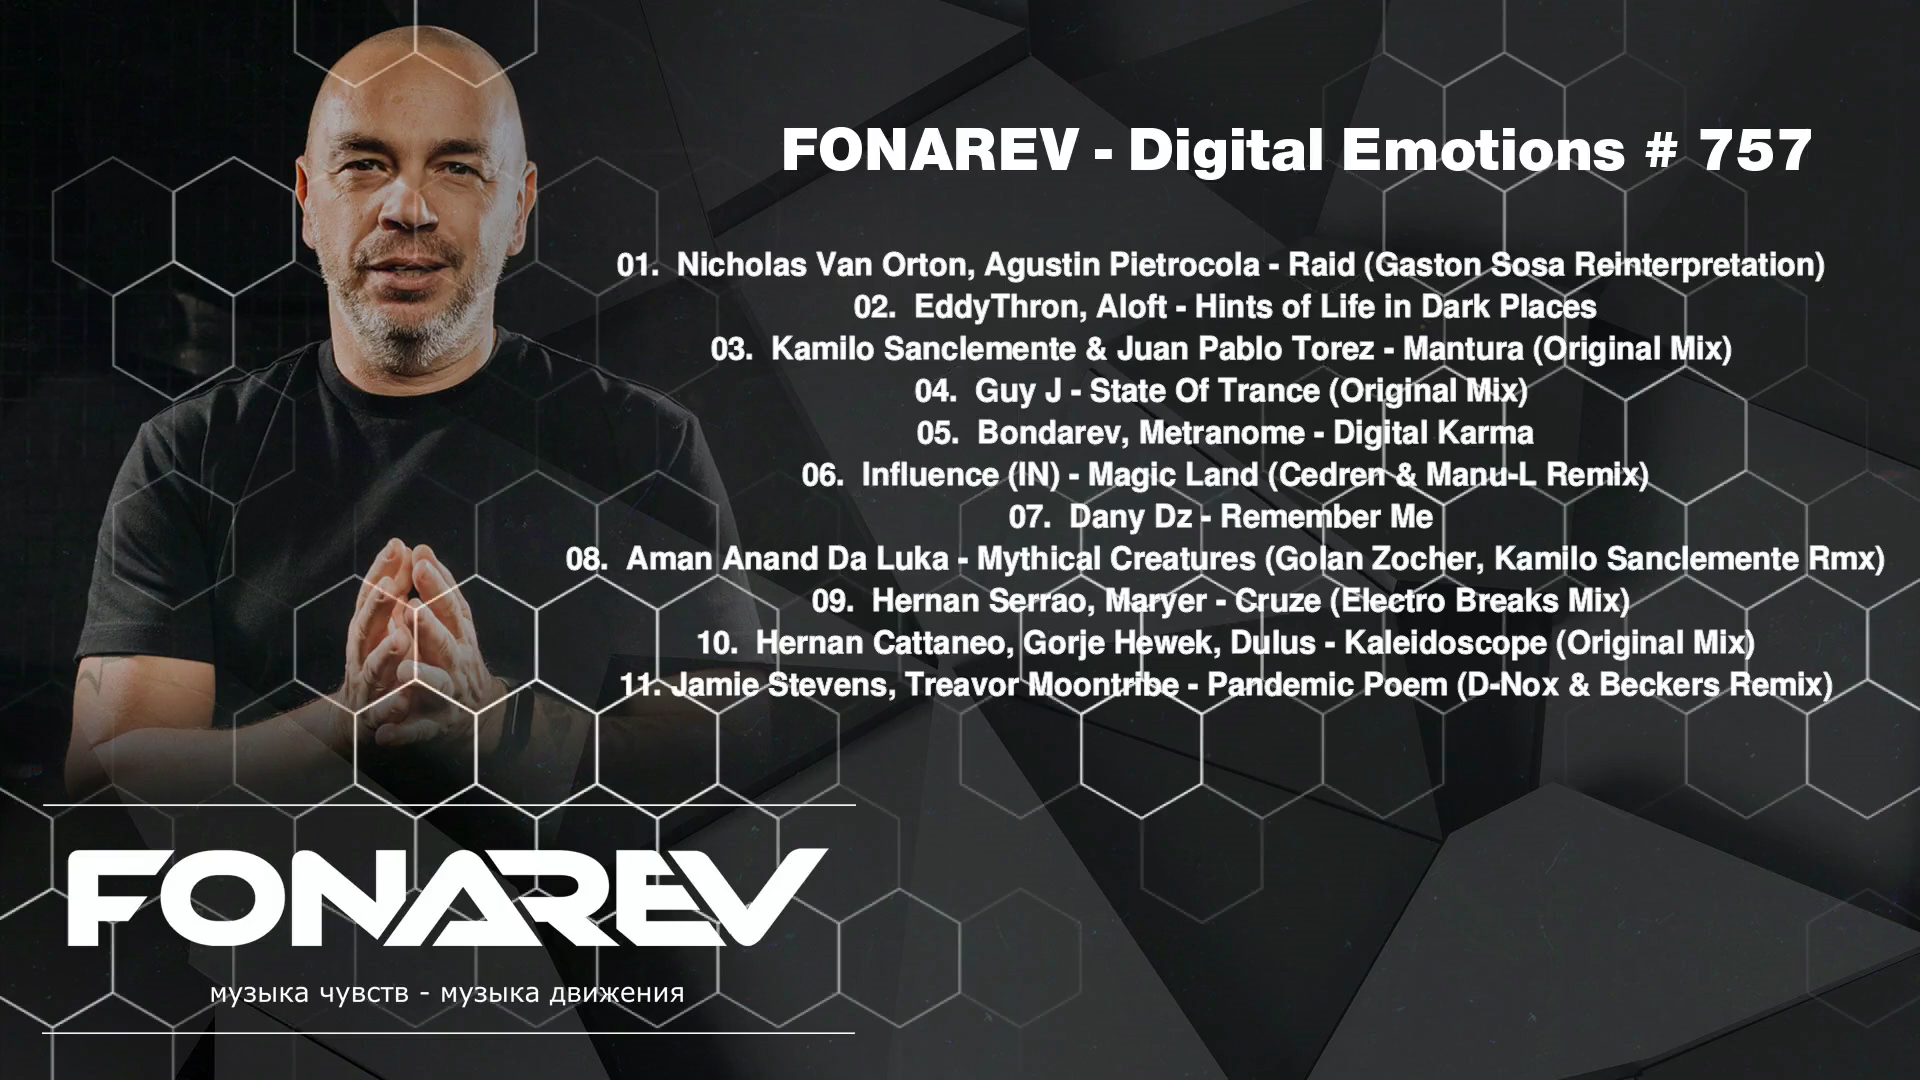 FONAREV - Digital Emotions # 757
01. Nicholas Van Orton, Agustin Pietrocola - Raid (Gaston Sosa Reinterpretation)
02. EddyThron, Aloft - Hints of Life in Dark Places
03. Kamilo Sanclemente & Juan Pablo Torez - Mantura (Original Mix)
04. Guy J - State Of Trance (Original Mix)
05. Bondarev, Metranome - Digital Karma
06. Influence (IN) - Magic Land (Cedren & Manu-L Remix)
07. Dany Dz - Remember Me
08. Aman Anand Da Luka - Mythical Creatures (Golan Zocher, Kamilo Sanclemente Rmx)
09. Hernan Serrao, Maryer - Cruze (Electro Breaks Mix)
10. Hernan Cattaneo, Gorje Hewek, Dulus - Kaleidoscope (Original Mix)
11. Jamie Stevens, Treavor Moontribe - Pandemic Poem (D-Nox & Beckers Remix)
FONAREV
музыка чувств - музыка движения